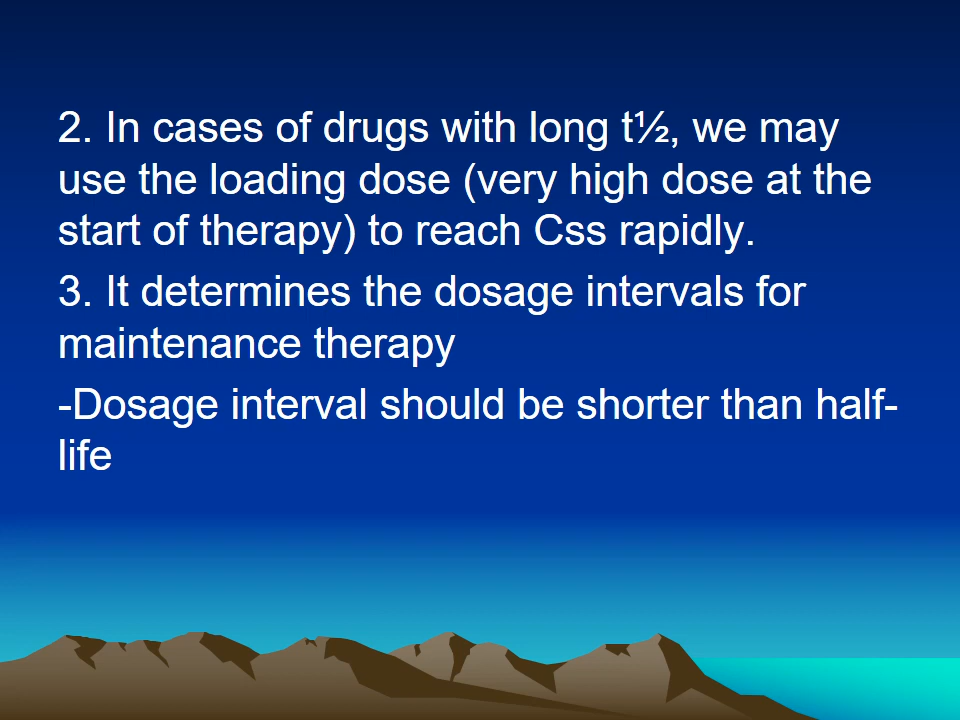 2. In cases of drugs with long t½, we may
use the loading dose (very high dose at the
start of therapy) to reach Css rapidly.
3. It determines the dosage intervals for
maintenance therapy
-Dosage interval should be shorter than half-
life